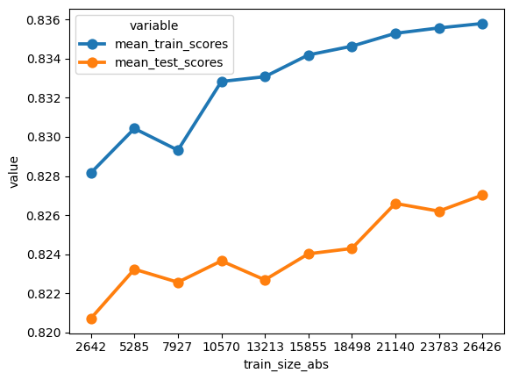 variable
mean_train_scores
mean_test_scores
value
0.836
0.834
0.832
0.830
0.828
0.826
0.824
0.822
0.820
2642 5285 7927 10570 13213 15855 18498 21140 23783 26426
train_size_abs